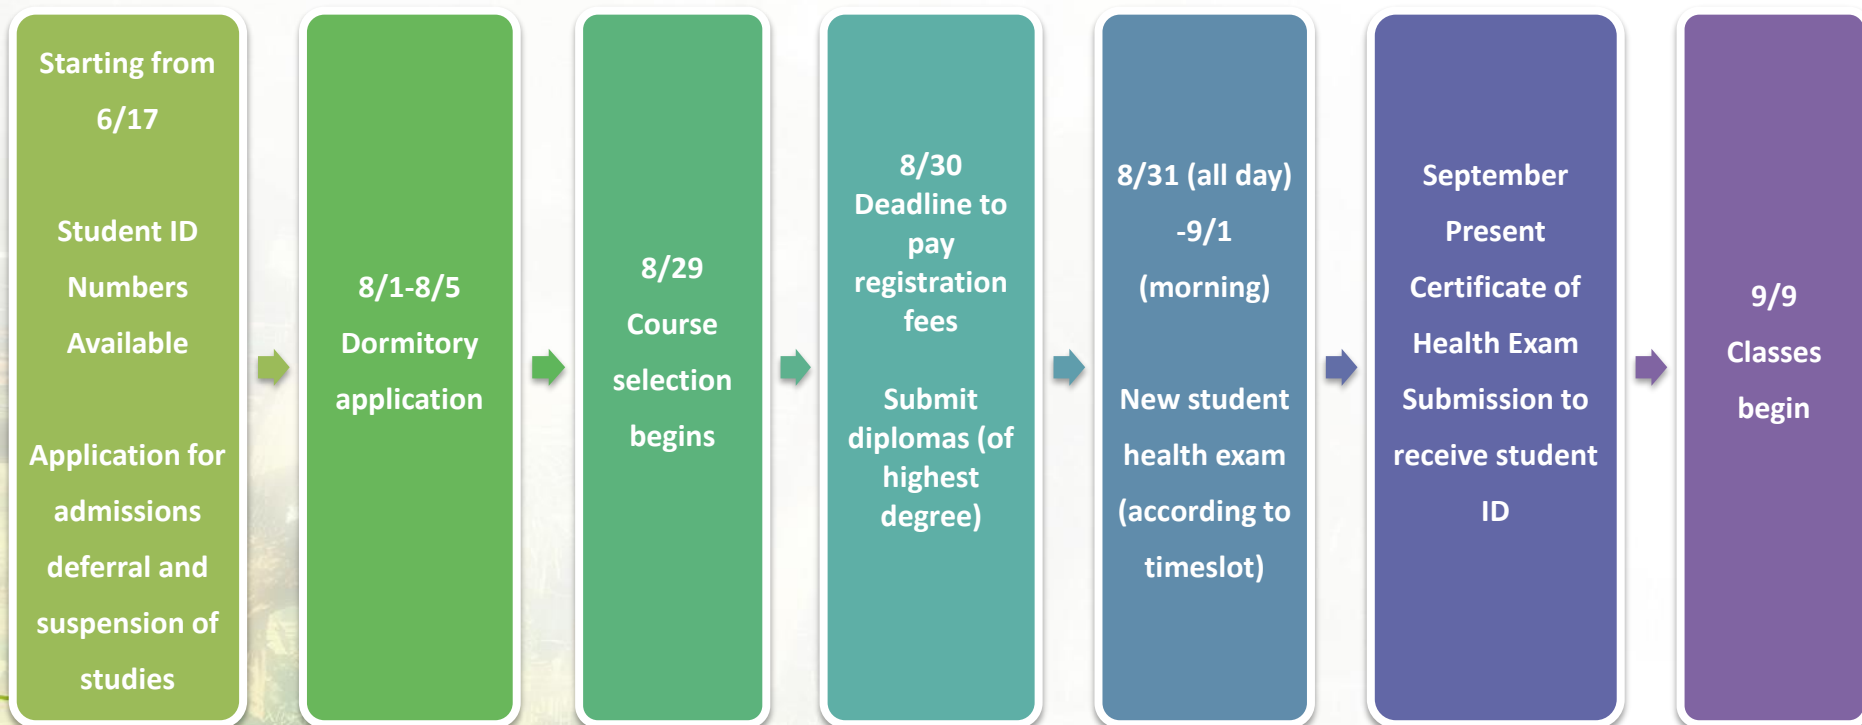 Starting from
6/17
Student ID
Numbers
Available
Application for
admissions
deferral and
suspension of
studies
8/1-8/5
Dormitory
application
8/29
Course
selection
begins
8/30
Deadline to
pay
registration
fees
Submit
diplomas (of
highest
degree)
8/31 (all day)
-9/1
(morning)
New student
health exam
(according to
timeslot)
September
Present
Certificate of
Health Exam
Submission to
receive student
ID
9/9
Classes
begin